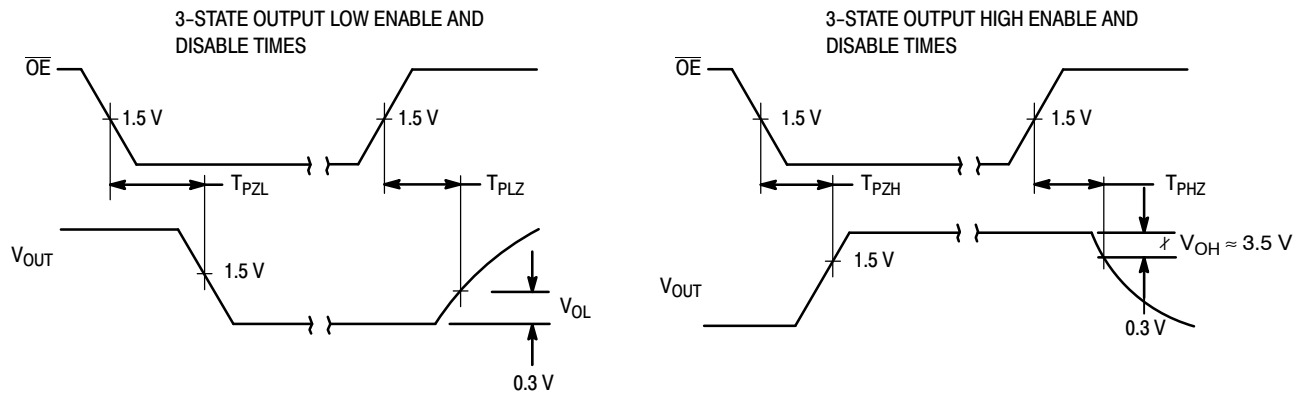 3-STATE OUTPUT LOW ENABLE AND
DISABLE TIMES
OE
1.5 V
1.5 V
TPZL
TPLZ
VOUT
1.5 V
VOL
0.3 V
3-STATE OUTPUT HIGH ENABLE AND
DISABLE TIMES
OE
1.5 V
1.5 V
TPZH
TPHZ
VOH ≈ 3.5 V
1.5 V
VOUT
0.3 V